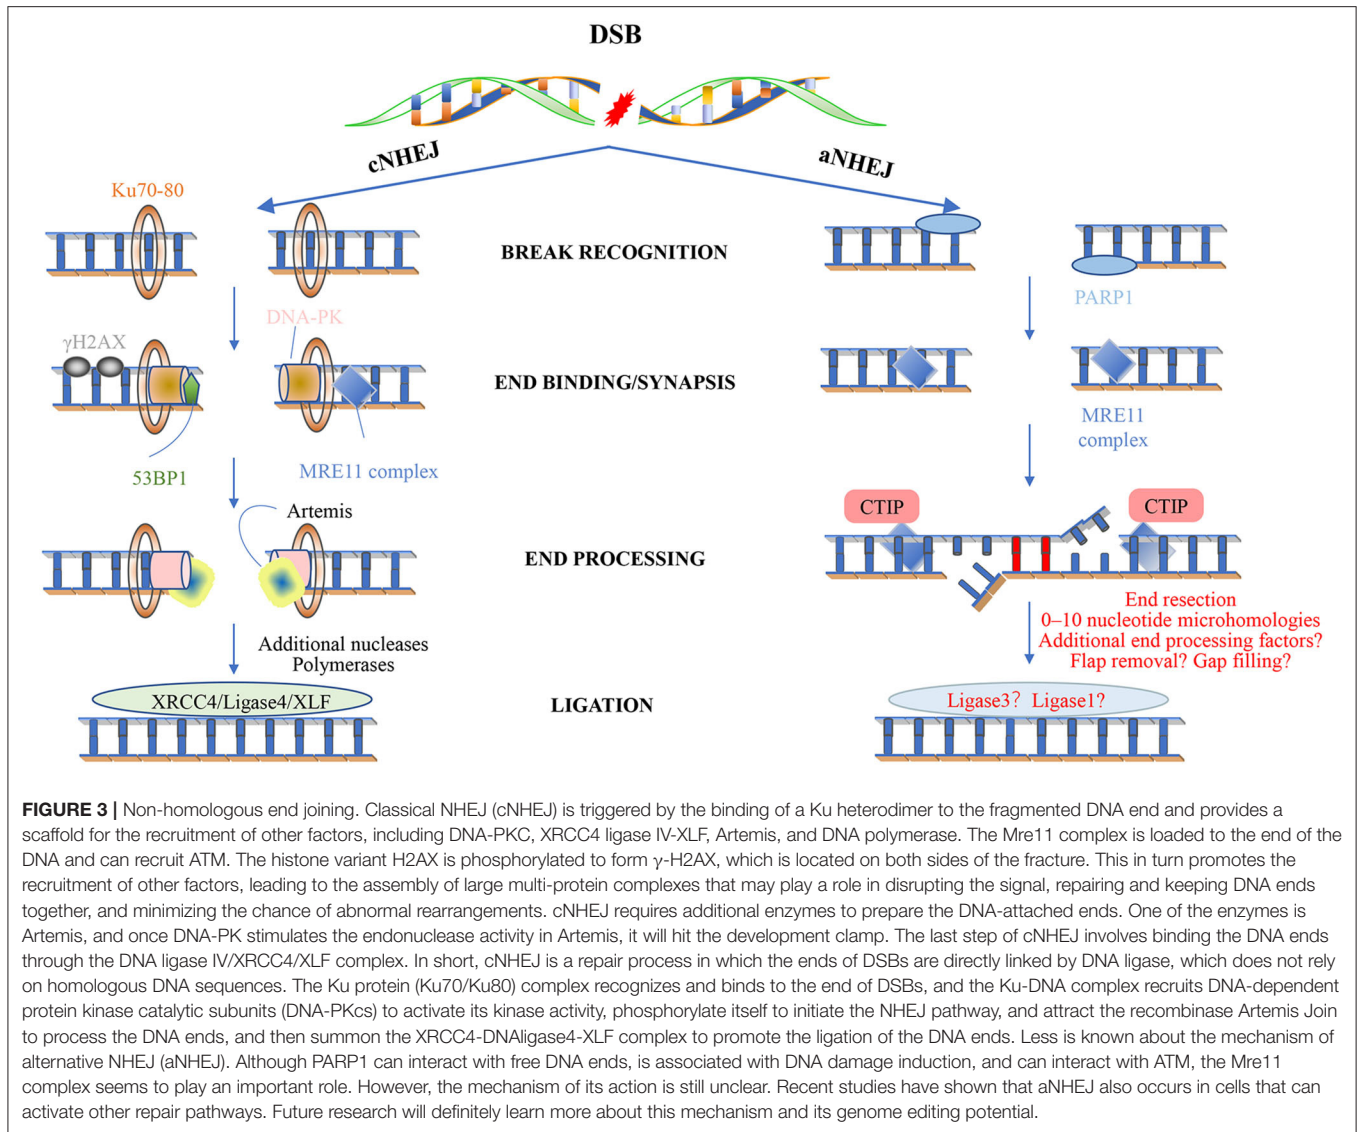 DSB
cNHEJ
aNHEJ
Ku70-80
BREAK RECOGNITION
PARP1
DNA-PK
γH2AX
END BINDING/SYNAPSIS
53BP1
MRE11 complex
MRE11
complex
Artemis
CTIP
CTIP
END PROCESSING
End resection
0–10 nucleotide microhomologies
Additional end processing factors?
Flap removal? Gap filling?
Additional nucleases
Polymerases
XRCC4/Ligase4/XLF
LIGATION
Ligase3? Ligase1?
FIGURE 3 | Non-homologous end joining. Classical NHEJ (cNHEJ) is triggered by the binding of a Ku heterodimer to the fragmented DNA end and provides a
scaffold for the recruitment of other factors, including DNA-PKC, XRCC4 ligase IV-XLF, Artemis, and DNA polymerase. The Mre11 complex is loaded to the end of the
DNA and can recruit ATM. The histone variant H2AX is phosphorylated to form γ-H2AX, which is located on both sides of the fracture. This in turn promotes the
recruitment of other factors, leading to the assembly of large multi-protein complexes that may play a role in disrupting the signal, repairing and keeping DNA ends
together, and minimizing the chance of abnormal rearrangements. cNHEJ requires additional enzymes to prepare the DNA-attached ends. One of the enzymes is
Artemis, and once DNA-PK stimulates the endonuclease activity in Artemis, it will hit the development clamp. The last step of cNHEJ involves binding the DNA ends
through the DNA ligase IV/XRCC4/XLF complex. In short, cNHEJ is a repair process in which the ends of DSBs are directly linked by DNA ligase, which does not rely
on homologous DNA sequences. The Ku protein (Ku70/Ku80) complex recognizes and binds to the end of DSBs, and the Ku-DNA complex recruits DNA-dependent
protein kinase catalytic subunits (DNA-PKcs) to activate its kinase activity, phosphorylate itself to initiate the NHEJ pathway, and attract the recombinase Artemis Join
to process the DNA ends, and then summon the XRCC4-DNAligase4-XLF complex to promote the ligation of the DNA ends. Less is known about the mechanism of
alternative NHEJ (aNHEJ). Although PARP1 can interact with free DNA ends, is associated with DNA damage induction, and can interact with ATM, the Mre11
complex seems to play an important role. However, the mechanism of its action is still unclear. Recent studies have shown that aNHEJ also occurs in cells that can
activate other repair pathways. Future research will definitely learn more about this mechanism and its genome editing potential.